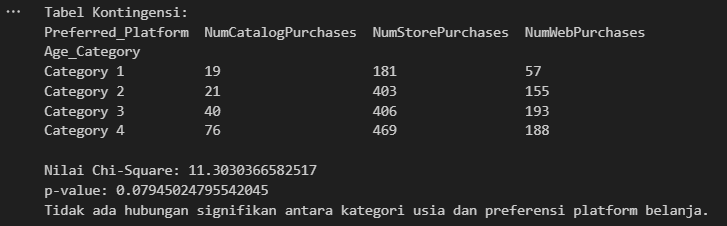 ... Tabel Kontingensi:
Preferred_Platform NumCatalogPurchases NumStorePurchases NumWebPurchases
Age_Category
Category 1 19 181 57
Category 2 21 403 155
Category 3 40 406 193
Category 4 76 469 188
Nilai Chi-Square: 11.3030366582517
p-value: 0.07945024795542045
Tidak ada hubungan signifikan antara kategori usia dan preferensi platform belanja.